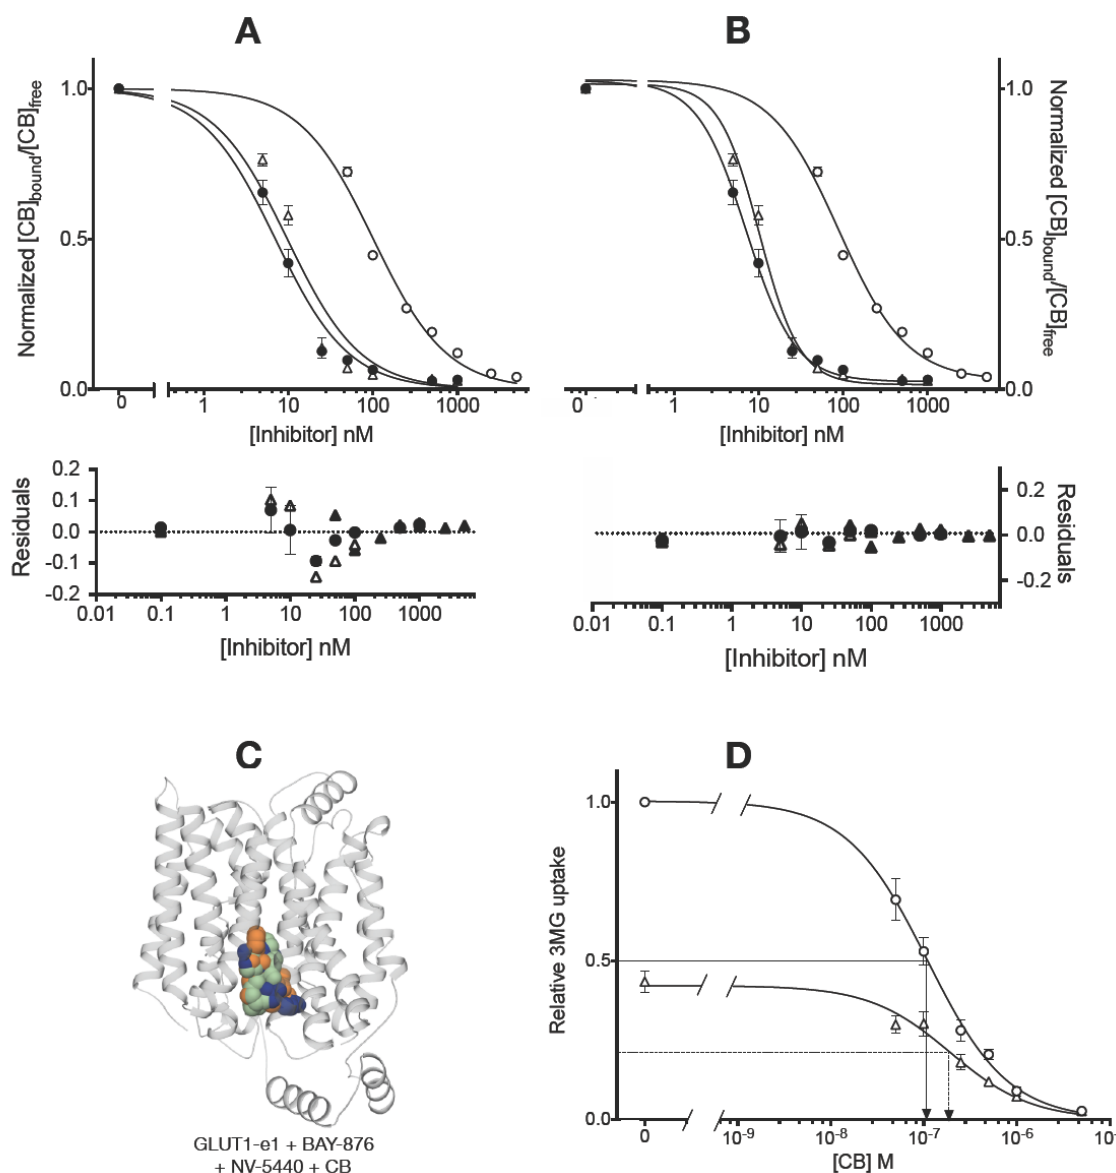 A
B
Normalized [CB]bound/[CB]free
1.0
0.5
0.0
0
1
10
100
1000
[Inhibitor] nM
Normalized [CB]bound/[CB]free
1.0
0.5
0.0
0
1
10
100
1000
[Inhibitor] nM
Residuals
0.2
0.1
0.0
-0.1
-0.2
0.01
0.1
1
10
100
1000
[Inhibitor] nM
Residuals
0.2
0.0
-0.2
0.01
0.1
1
10
100
1000
[Inhibitor] nM
C
GLUT1-e1 + BAY-876
+ NV-5440 + CB
D
Relative 3MG uptake
1.0
0.5
0.0
0
10-9
10-8
10-7
10-6
10-5
[CB] M